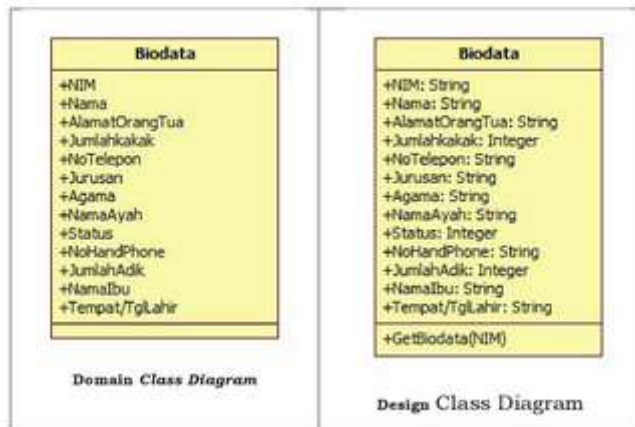 Biodata
+NIM
+Nama
+AlamatOrangTua
+Jumlahkakak
+NoTelepon
+Jurusan
+Agama
+NamaAyah
+Status
+NoHandPhone
+JumlahAdik
+NamaIbu
+Tempat/TglLahir
Domain Class Diagram
Biodata
+NIM: String
+Nama: String
+AlamatOrangTua: String
+Jumlahkakak: Integer
+NoTelepon: String
+Jurusan: String
+Agama: String
+NamaAyah: String
+Status: Integer
+NoHandPhone: String
+JumlahAdik: Integer
+NamaIbu: String
+Tempat/TglLahir: String
+GetBiodata(NIM)
Design Class Diagram